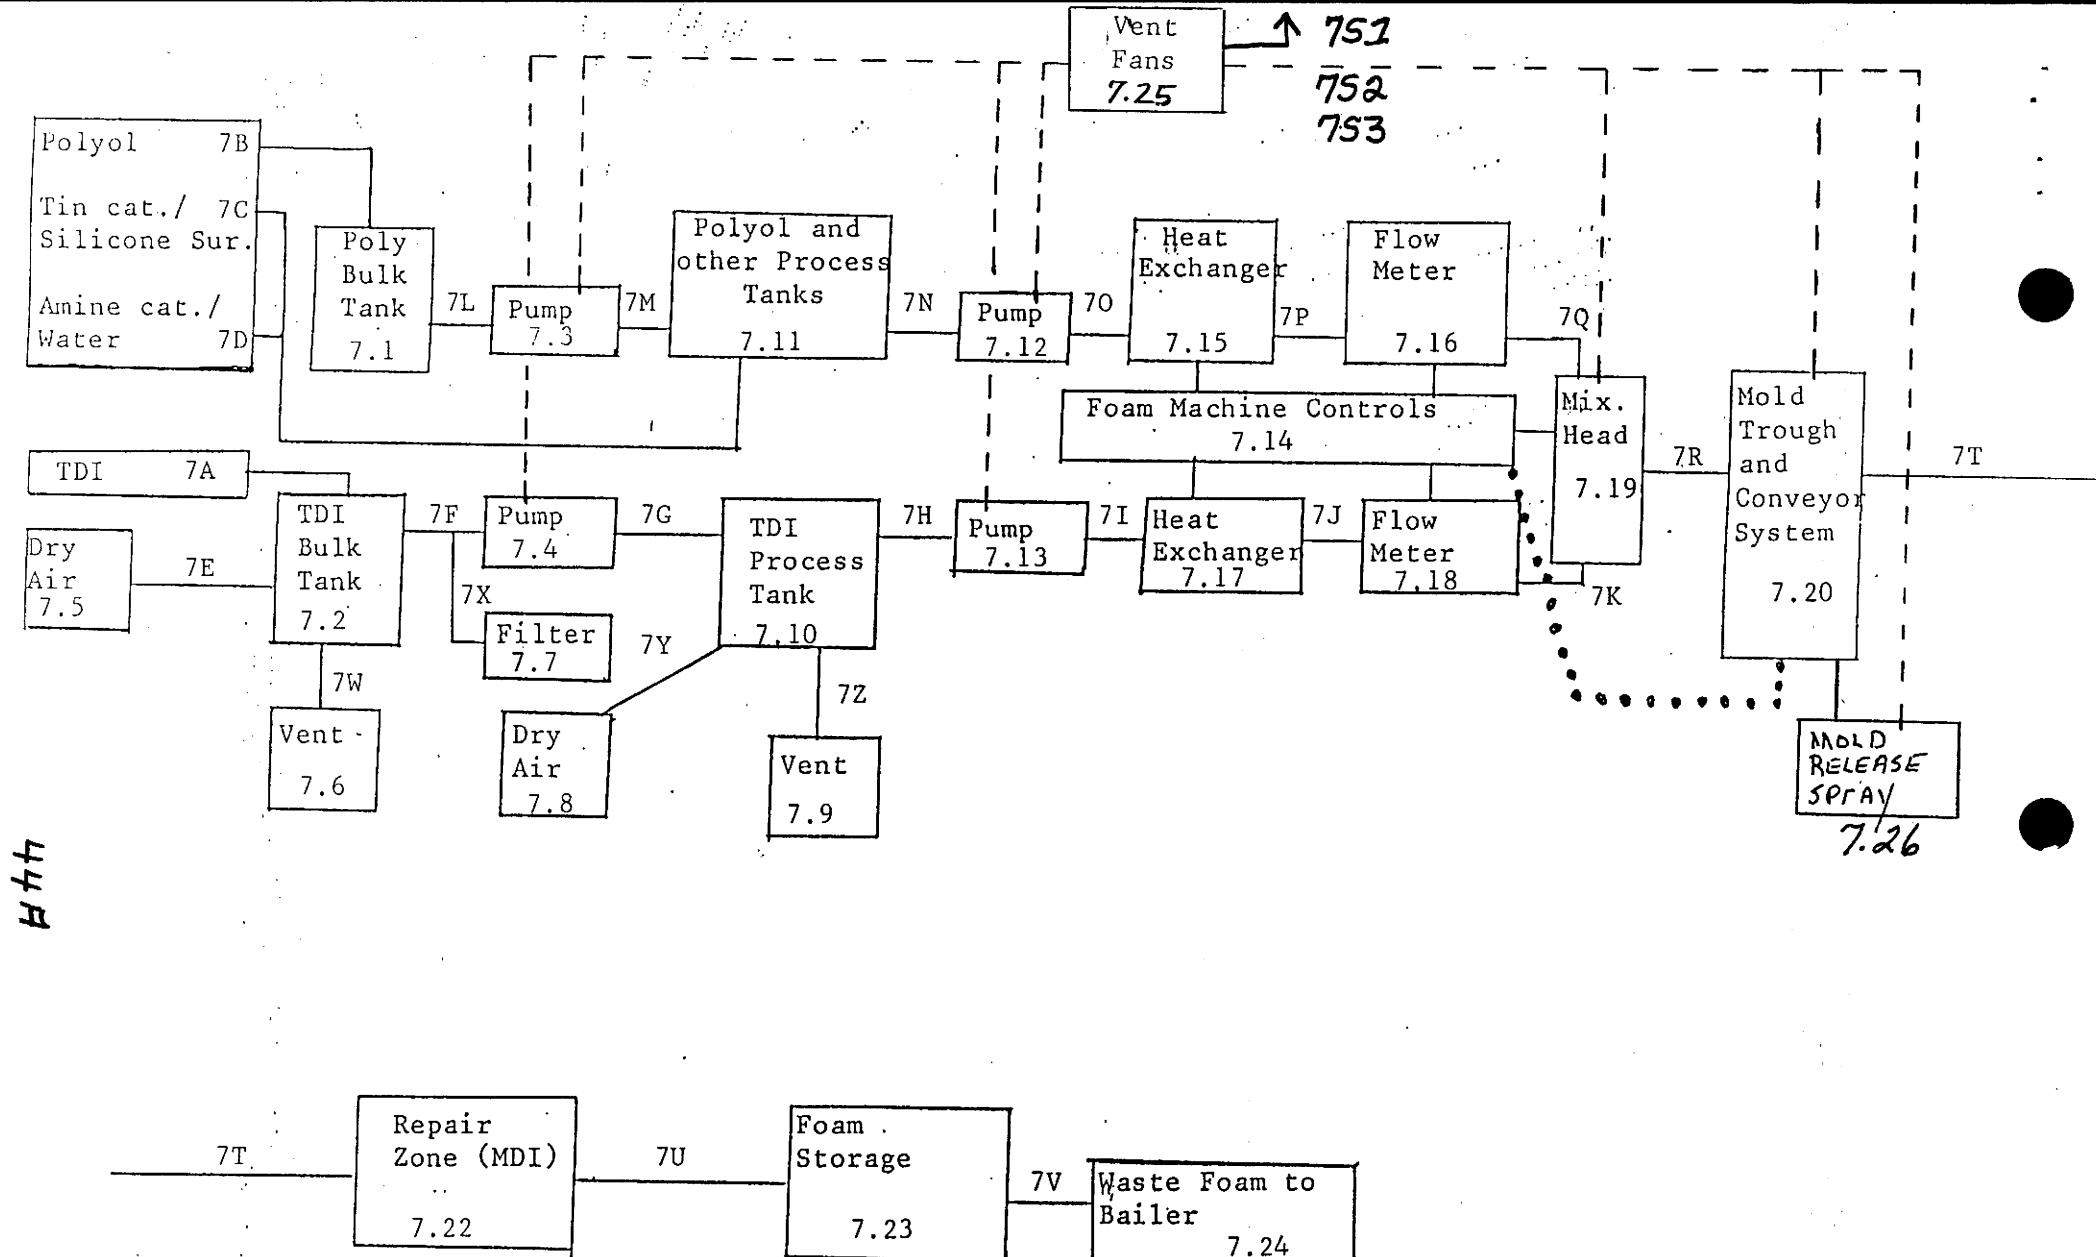 Vent
Fans
7.25
7S1
7S2
7S3
Polyol 7B
Tin cat./ 7C
Silicone Sur.
Amine cat./
Water 7D
Poly
Bulk
Tank
7.1
7L
Pump
7.3
7M
Polyol and
other Process
Tanks
7.11
7N
Pump
7.12
7O
Heat
Exchanger
7.15
7P
Flow
Meter
7.16
7Q
Foam Machine Controls
7.14
Mix.
Head
7.19
7R
Mold
Trough
and
Conveyor
System
7.20
7T
TDI 7A
Dry
Air
7.5
7E
TDI
Bulk
Tank
7.2
7F
Pump
7.4
7G
7X
Filter
7.7
7Y
TDI
Process
Tank
7.10
7H
Pump
7.13
7I
Heat
Exchanger
7.17
7J
Flow
Meter
7.18
7K
7W
Vent
7.6
Dry
Air
7.8
7Z
Vent
7.9
MOLD
RELEASE
SPrAY
7.26
44A
7T
Repair
Zone (MDI)
7.22
7U
Foam
Storage
7.23
7V
Waste Foam to
Bailer
7.24